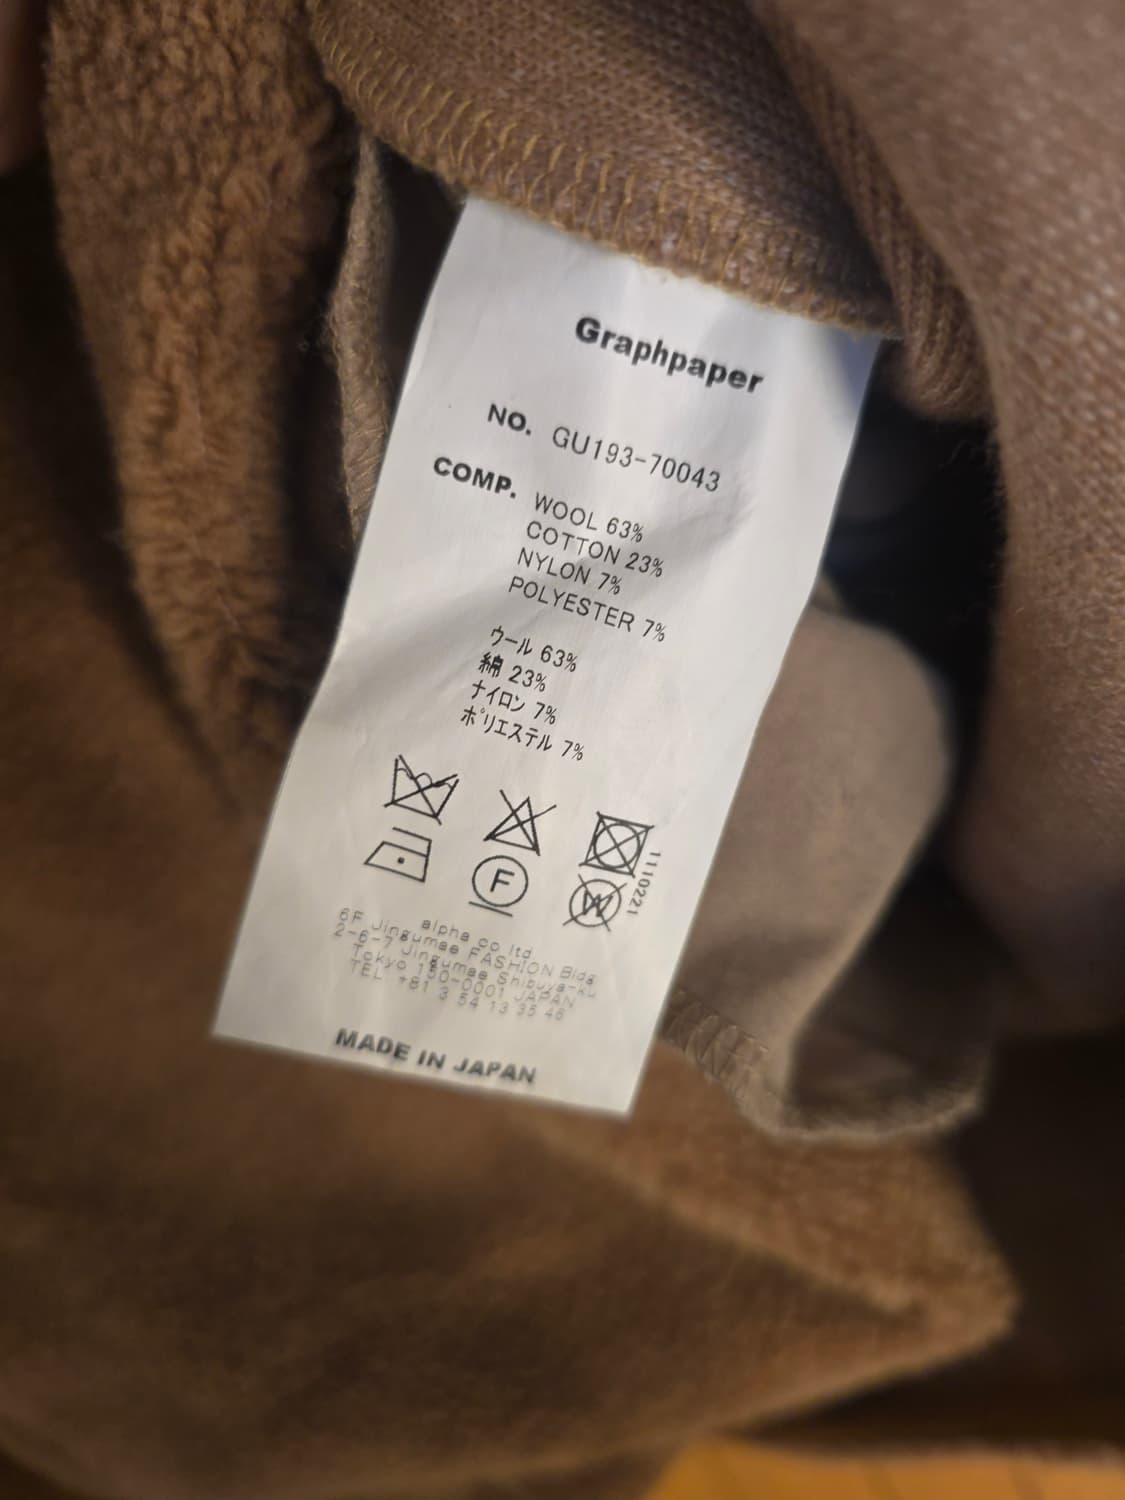 Graphpaper
NO. GU193-70043
COMP. WOOL 63%
COTTON 23%
NYLON 7%
POLYESTER 7%
ウール 63%
綿 23%
ナイロン 7%
ポリエステル 7%
F
W
1110221
alpha co ltd
6F Jingumae FASHION Bldg
2-6-7 Jingumae Shibuya-ku
Tokyo 150-0001 JAPAN
TEL +81 3 54 13 35 46
MADE IN JAPAN